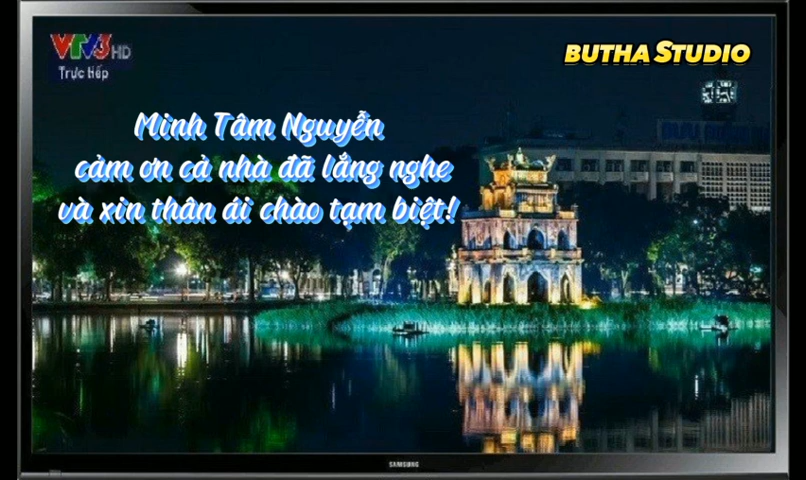 VTV3 HD
Trực tiếp
BUTHA STUDIO
Minh Tâm Nguyễn
cảm ơn cả nhà đã lắng nghe
và xin thân ái chào tạm biệt!
SAMSUNG